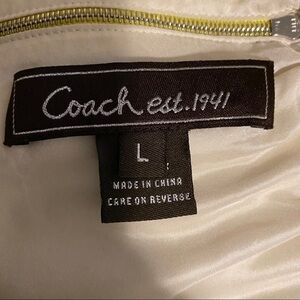 Coach est. 1941
L
MADE IN CHINA
CARE ON REVERSE